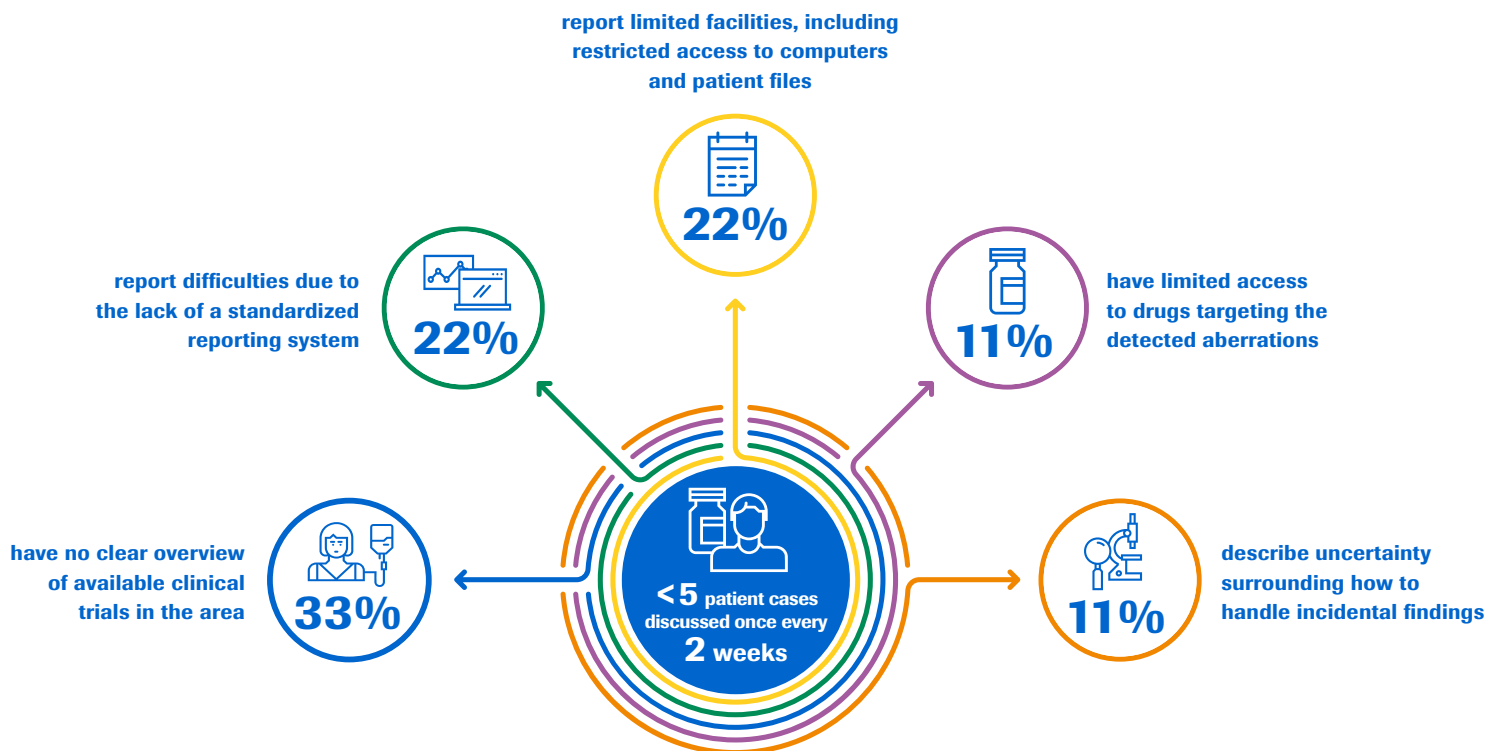 report limited facilities, including
restricted access to computers
and patient files
22%
report difficulties due to
the lack of a standardized
reporting system
22%
have limited access
to drugs targeting the
detected aberrations
11%
have no clear overview
of available clinical
trials in the area
33%
<5 patient cases
discussed once every
2 weeks
describe uncertainty
surrounding how to
handle incidental findings
11%